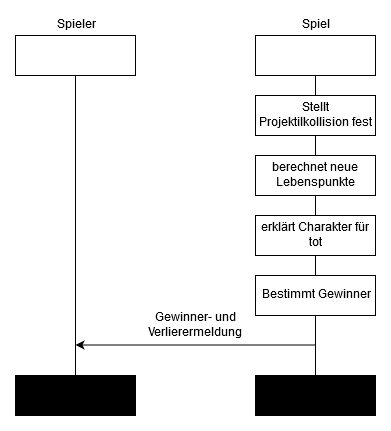 Spieler
Spiel
Stellt
Projektilkollision fest
berechnet neue
Lebenspunkte
erklärt Charakter für
tot
Bestimmt Gewinner
Gewinner- und
Verlierermeldung